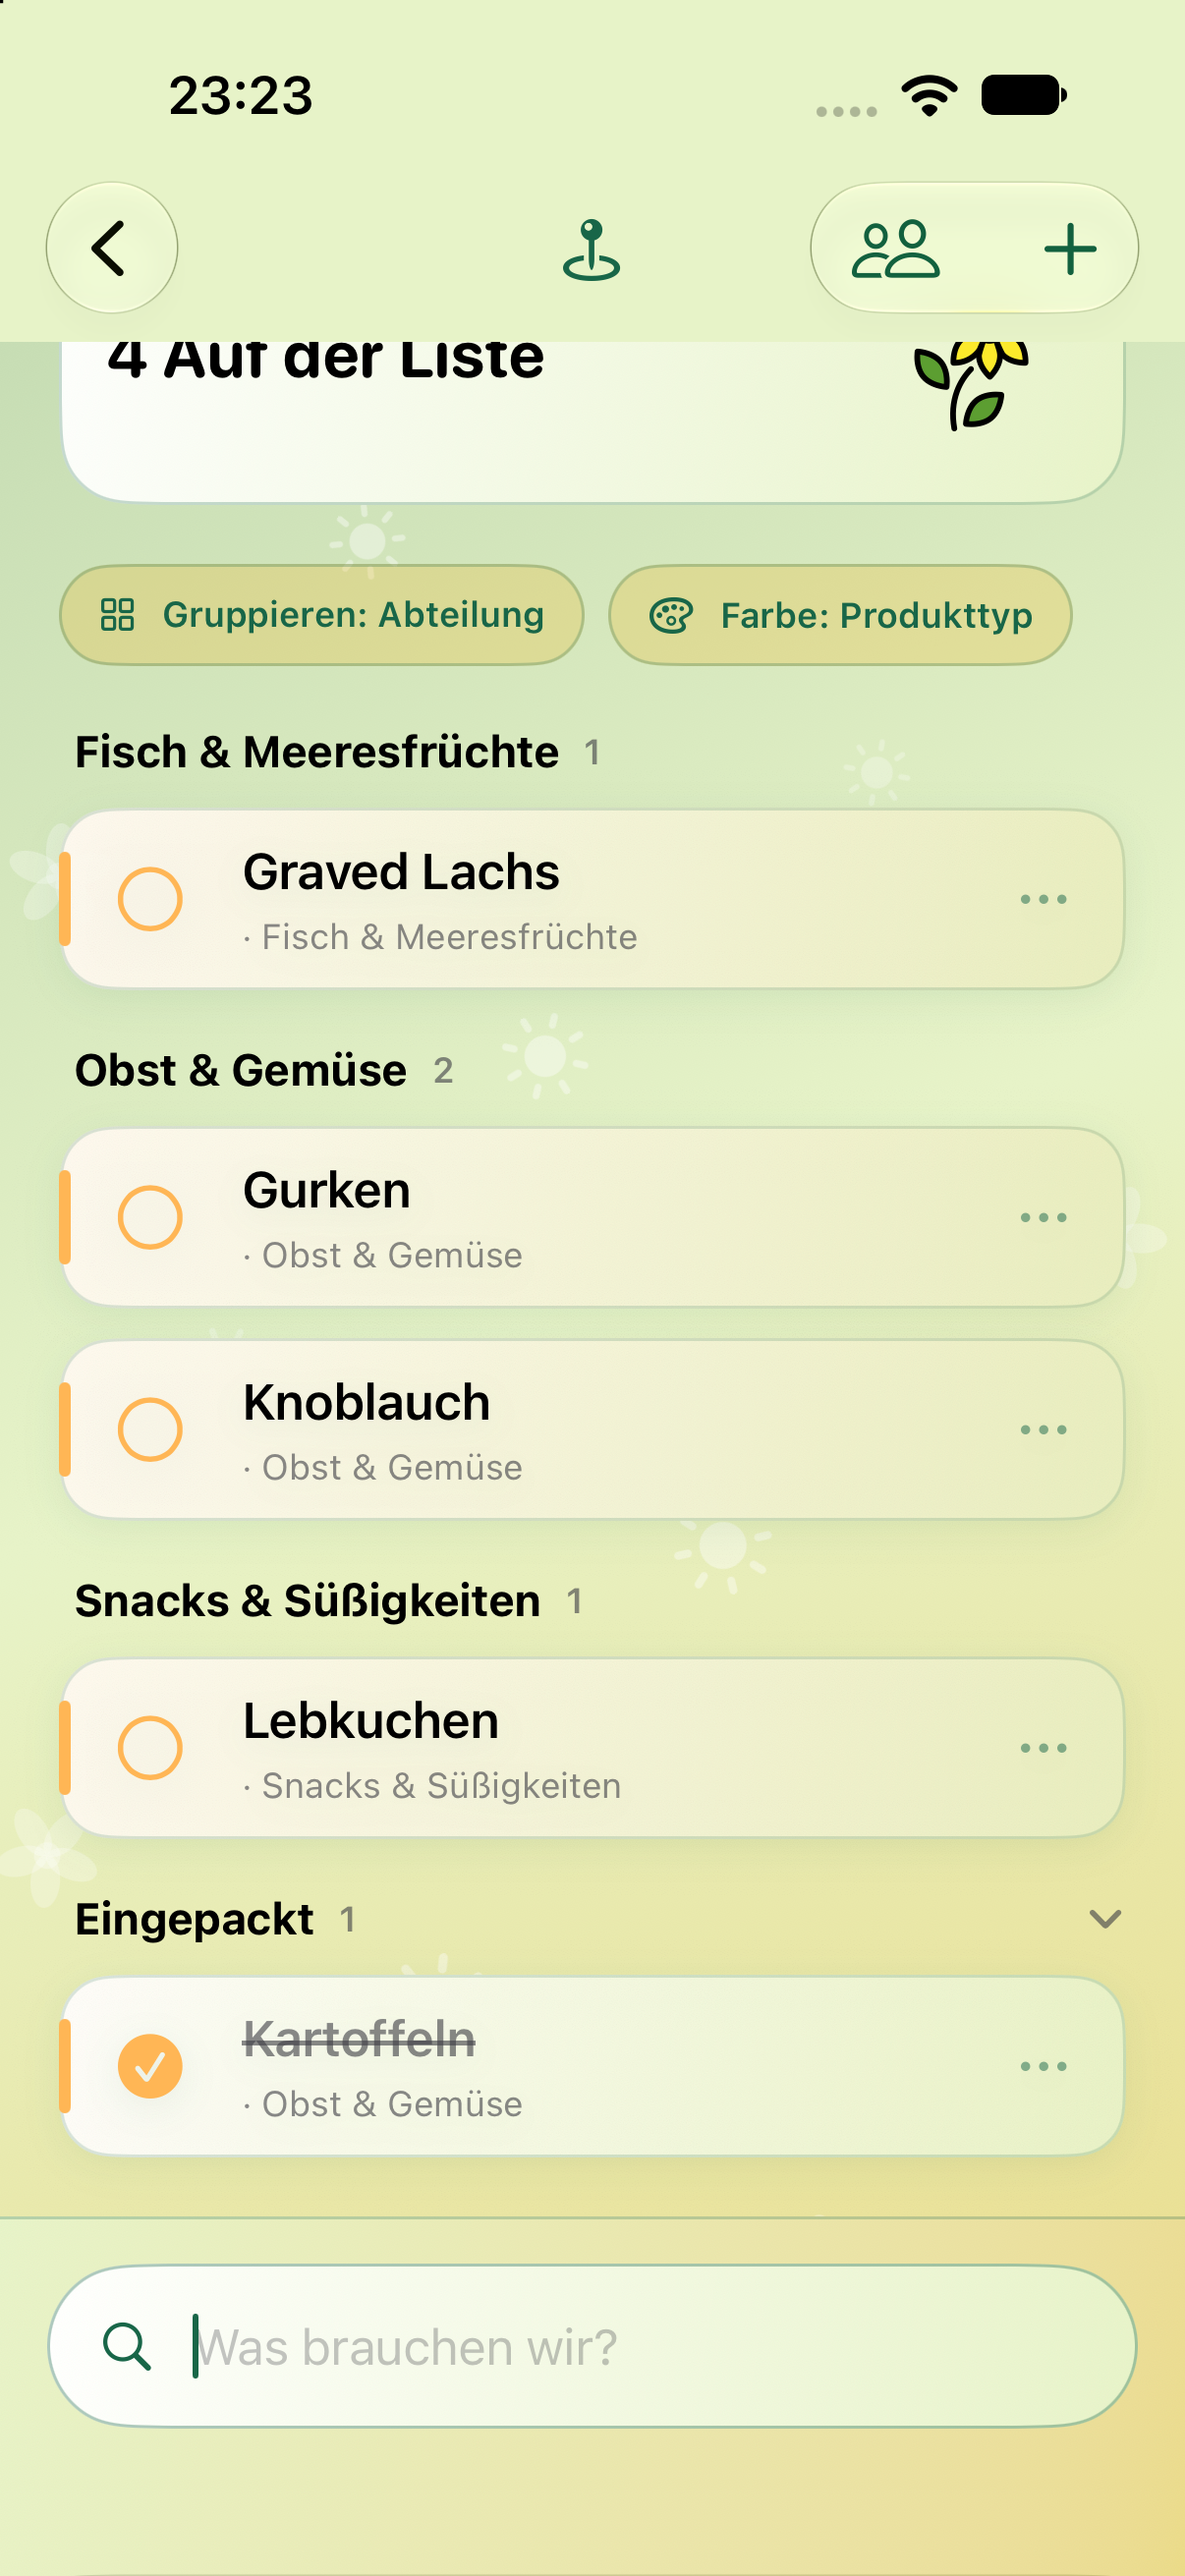 23:23
4 Auf der Liste
Gruppieren: Abteilung
Farbe: Produkttyp
Fisch & Meeresfrüchte 1
Graved Lachs
· Fisch & Meeresfrüchte
Obst & Gemüse 2
Gurken
· Obst & Gemüse
Knoblauch
· Obst & Gemüse
Snacks & Süßigkeiten 1
Lebkuchen
· Snacks & Süßigkeiten
Eingepackt 1
Kartoffeln
· Obst & Gemüse
Was brauchen wir?